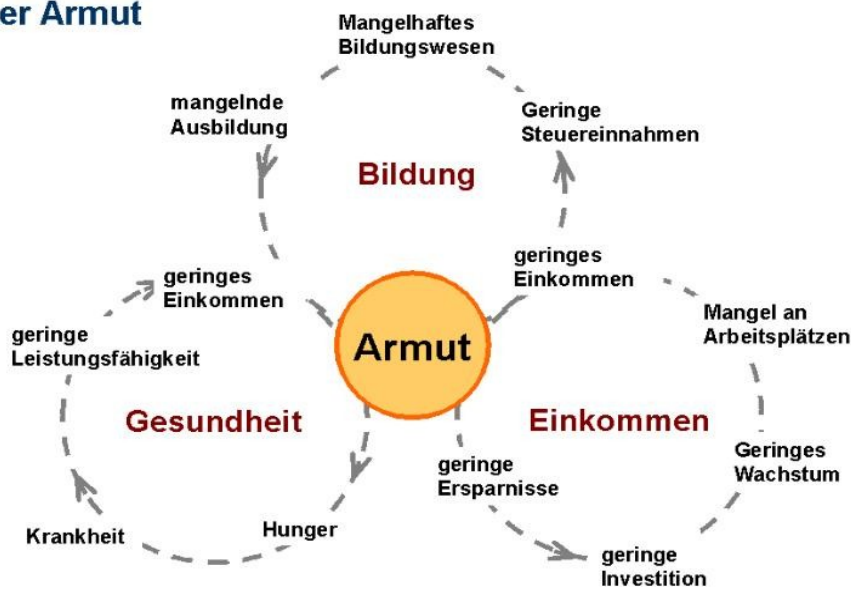 er Armut
Mangelhaftes
Bildungswesen
mangelnde
Ausbildung
Geringe
Steuereinnahmen
Bildung
geringes
Einkommen
geringes
Einkommen
Mangel an
Arbeitsplätzen
geringe
Leistungsfähigkeit
Armut
Gesundheit
Einkommen
geringe
Ersparnisse
Geringes
Wachstum
Krankheit
Hunger
geringe
Investition